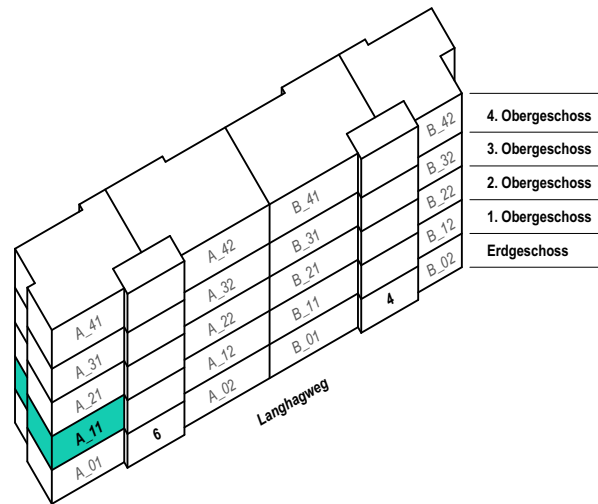 4. Obergeschoss
3. Obergeschoss
2. Obergeschoss
1. Obergeschoss
Erdgeschoss
B_42
B_32
B_22
B_12
B_02
4
B_41
B_31
B_21
B_11
B_01
A_42
A_32
A_22
A_12
A_02
Langhagweg
6
A_41
A_31
A_21
A_11
A_01